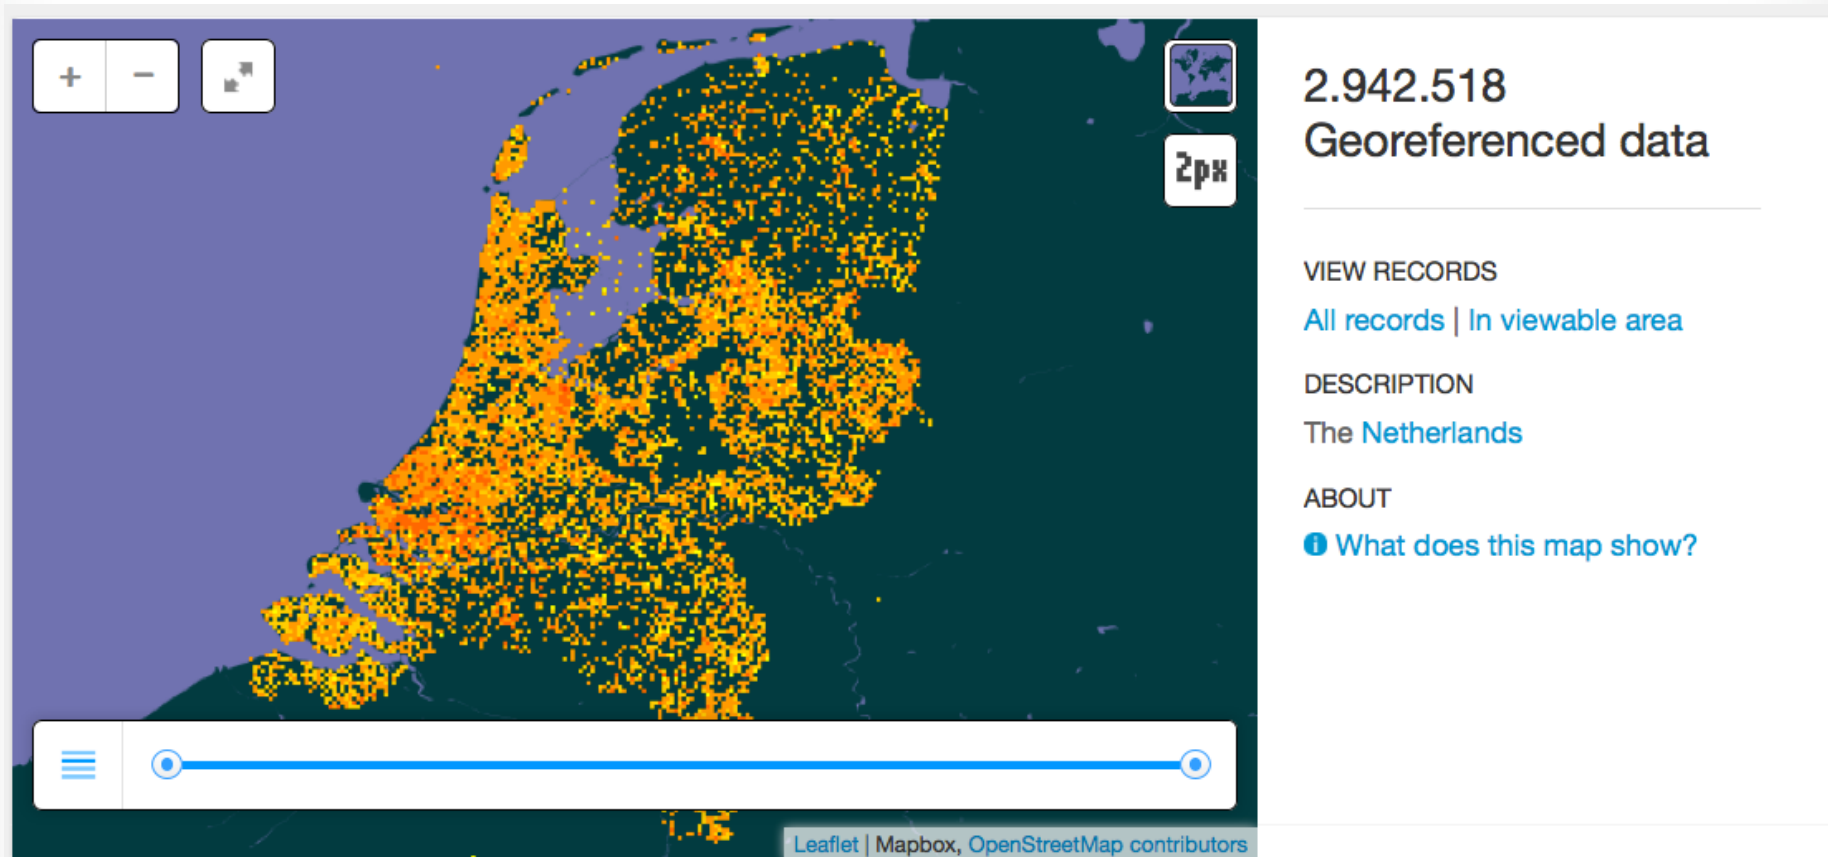 + −
2px
2.942.518
Georeferenced data
VIEW RECORDS
All records | In viewable area
DESCRIPTION
The Netherlands
ABOUT
What does this map show?
Leaflet | Mapbox, OpenStreetMap contributors